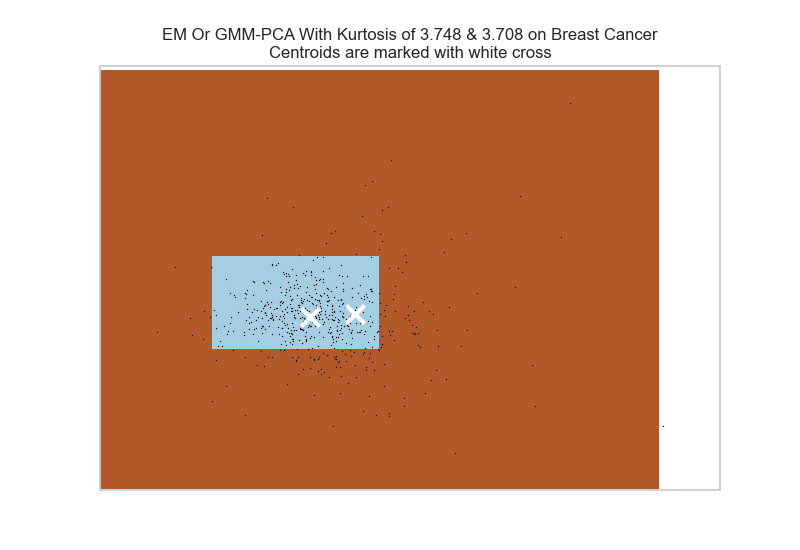 EM Or GMM-PCA With Kurtosis of 3.748 & 3.708 on Breast Cancer
Centroids are marked with white cross